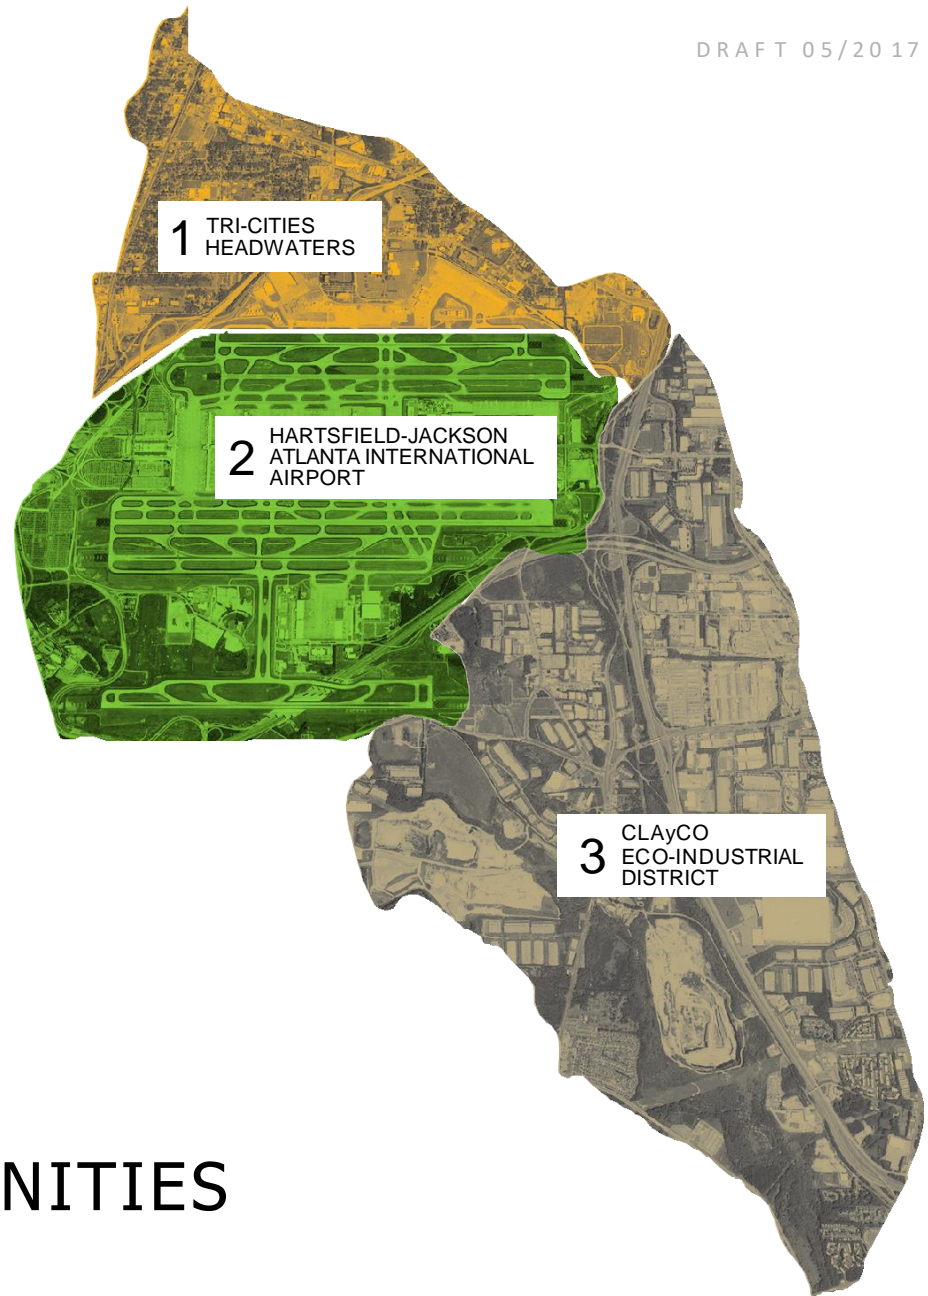 DRAFT 05/2017
1 TRI-CITIES
HEADWATERS
2 HARTSFIELD-JACKSON
ATLANTA INTERNATIONAL
AIRPORT
3 CLAyCO
ECO-INDUSTRIAL
DISTRICT
NITIES